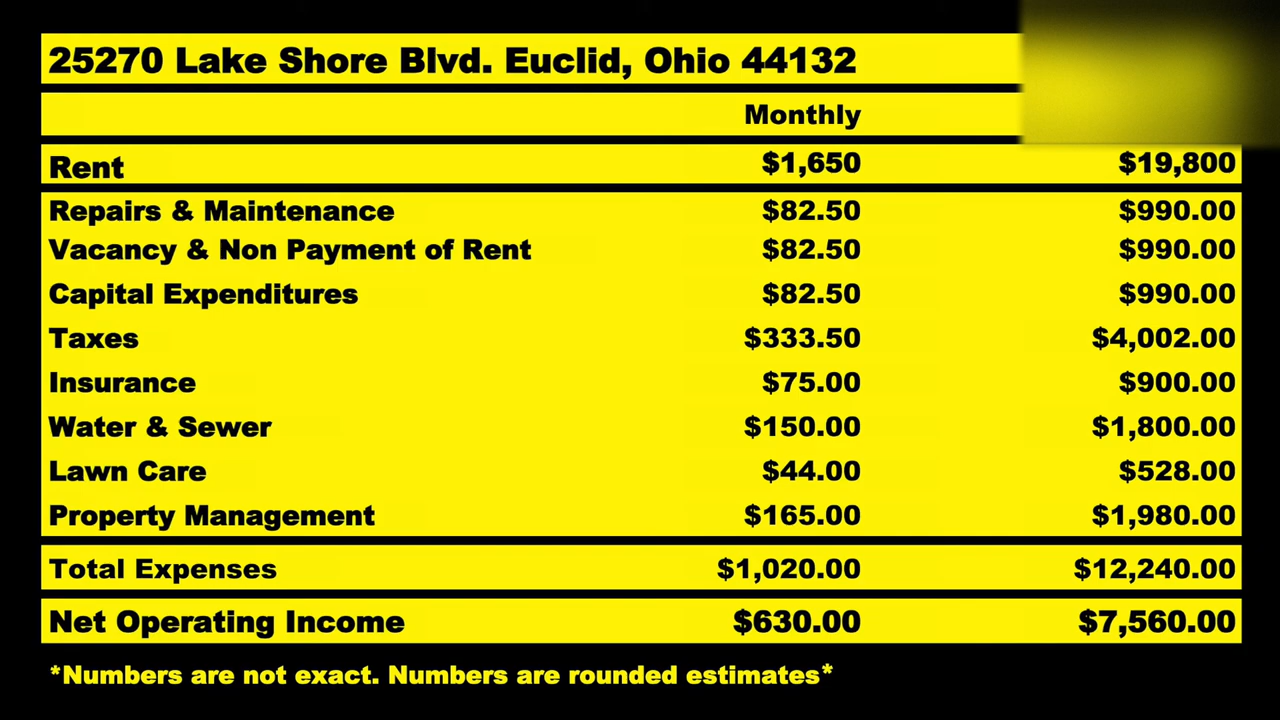 25270 Lake Shore Blvd. Euclid, Ohio 44132
Monthly
Rent $1,650 $19,800
Repairs & Maintenance $82.50 $990.00
Vacancy & Non Payment of Rent $82.50 $990.00
Capital Expenditures $82.50 $990.00
Taxes $333.50 $4,002.00
Insurance $75.00 $900.00
Water & Sewer $150.00 $1,800.00
Lawn Care $44.00 $528.00
Property Management $165.00 $1,980.00
Total Expenses $1,020.00 $12,240.00
Net Operating Income $630.00 $7,560.00
*Numbers are not exact. Numbers are rounded estimates*